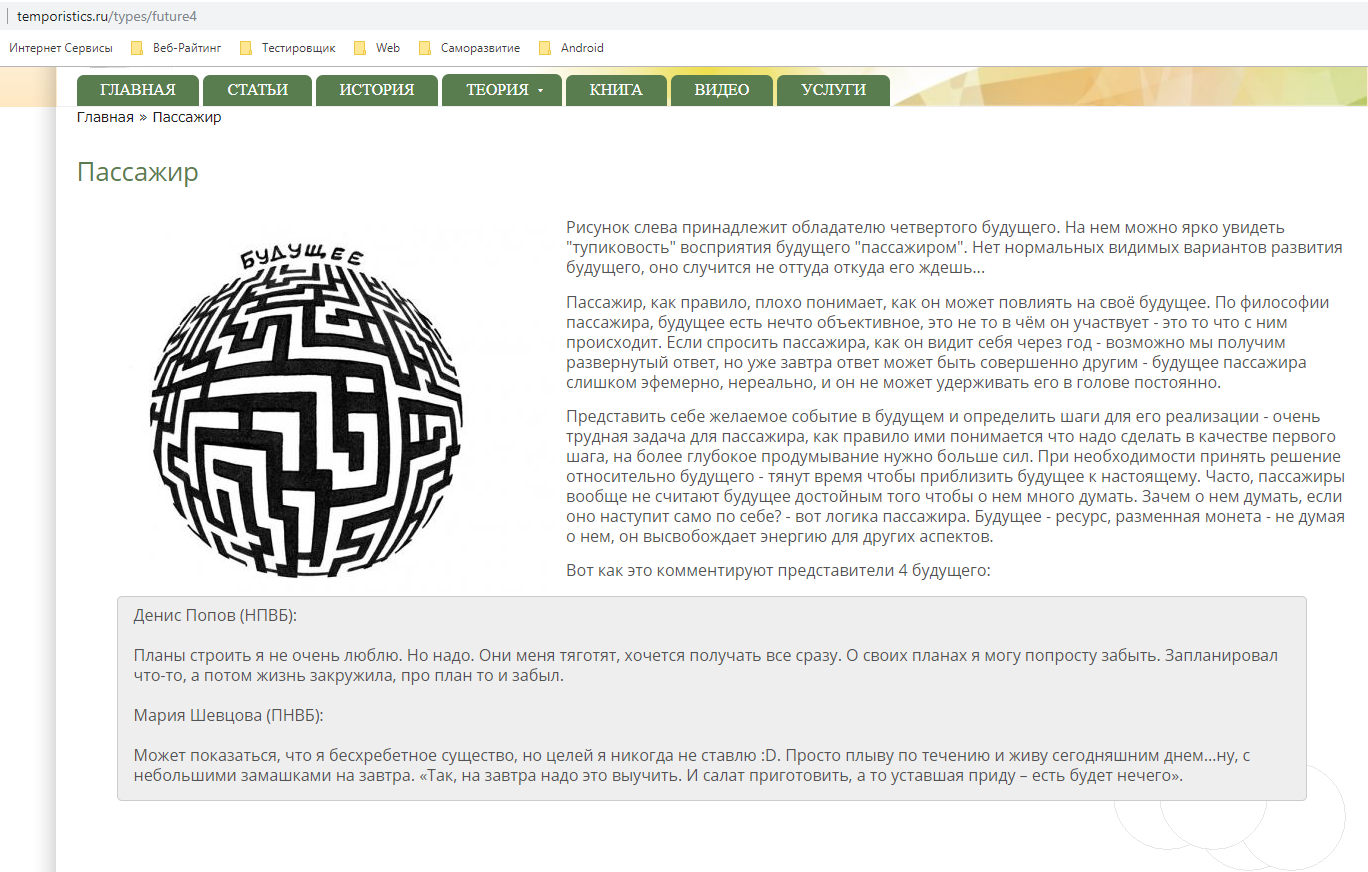 temporistics.ru/types/future4
Интернет Сервисы Веб-Райтинг Тестировщик Web Саморазвитие Android
ГЛАВНАЯ СТАТЬИ ИСТОРИЯ ТЕОРИЯ КНИГА ВИДЕО УСЛУГИ
Главная » Пассажир
Пассажир
БУДУЩЕЕ
Рисунок слева принадлежит обладателю четвертого будущего. На нем можно ярко увидеть
"тупиковость" восприятия будущего "пассажиром". Нет нормальных видимых вариантов развития
будущего, оно случится не оттуда откуда его ждешь...
Пассажир, как правило, плохо понимает, как он может повлиять на своё будущее. По философии
пассажира, будущее есть нечто объективное, это не то в чём он участвует - это то что с ним
происходит. Если спросить пассажира, как он видит себя через год - возможно мы получим
развернутый ответ, но уже завтра ответ может быть совершенно другим - будущее пассажира
слишком эфемерно, нереально, и он не может удерживать его в голове постоянно.
Представить себе желаемое событие в будущем и определить шаги для его реализации - очень
трудная задача для пассажира, как правило ими понимается что надо сделать в качестве первого
шага, на более глубокое продумывание нужно больше сил. При необходимости принять решение
относительно будущего - тянут время чтобы приблизить будущее к настоящему. Часто, пассажиры
вообще не считают будущее достойным того чтобы о нем много думать. Зачем о нем думать, если
оно наступит само по себе? - вот логика пассажира. Будущее - ресурс, разменная монета - не думая
о нем, он высвобождает энергию для других аспектов.
Вот как это комментируют представители 4 будущего:
Денис Попов (НПВБ):
Планы строить я не очень люблю. Но надо. Они меня тяготят, хочется получать все сразу. О своих планах я могу попросту забыть. Запланировал
что-то, а потом жизнь закружила, про план то и забыл.
Мария Шевцова (ПНВБ):
Может показаться, что я бесхребетное существо, но целей я никогда не ставлю :D. Просто плыву по течению и живу сегодняшним днем...ну, с
небольшими замашками на завтра. «Так, на завтра надо это выучить. И салат приготовить, а то уставшая приду – есть будет нечего».